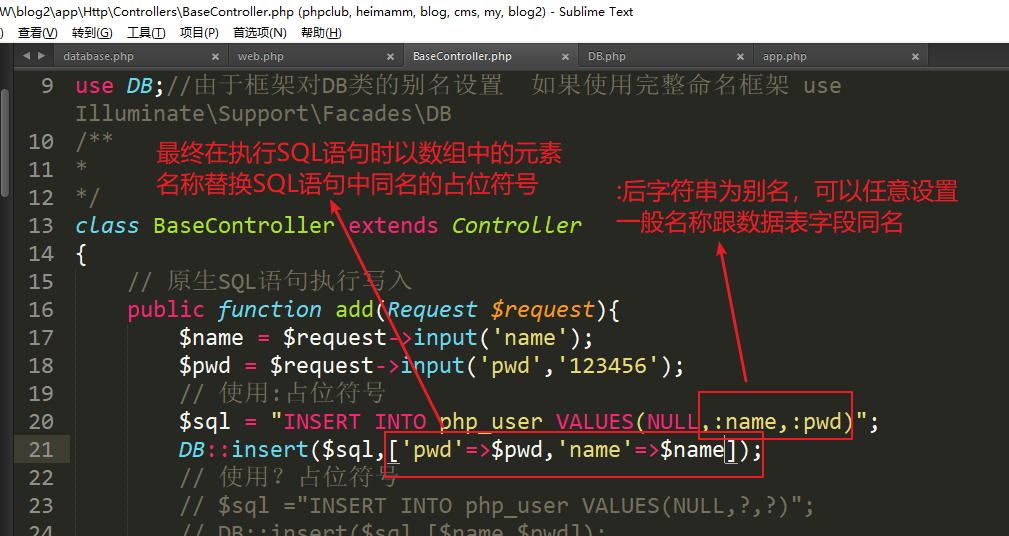 W\blog2\app\Http\Controllers\BaseController.php (phpclub, heimamm, blog, cms, my, blog2) - Sublime Text
) 查看(V) 转到(G) 工具(T) 项目(P) 首选项(N) 帮助(H)
database.php × web.php × BaseController.php × DB.php × app.php ×
9 use DB;//由于框架对DB类的别名设置 如果使用完整命名框架 use
Illuminate\Support\Facades\DB
10 /**
最终在执行SQL语句时以数组中的元素
11 *
名称替换SQL语句中同名的占位符号
:后字符串为别名，可以任意设置
12 */
一般名称跟数据表字段同名
13 class BaseController extends Controller
14 {
15 // 原生SQL语句执行写入
16 public function add(Request $request){
17 $name = $request->input('name');
18 $pwd = $request->input('pwd','123456');
19 // 使用:占位符号
20 $sql = "INSERT INTO php_user VALUES(NULL,:name,:pwd)";
21 DB::insert($sql,['pwd'=>$pwd,'name'=>$name]);
22 // 使用? 占位符号
23 // $sql ="INSERT INTO php_user VALUES(NULL,?,?)";
24 // DB::insert($sql,[$name,$pwd]);